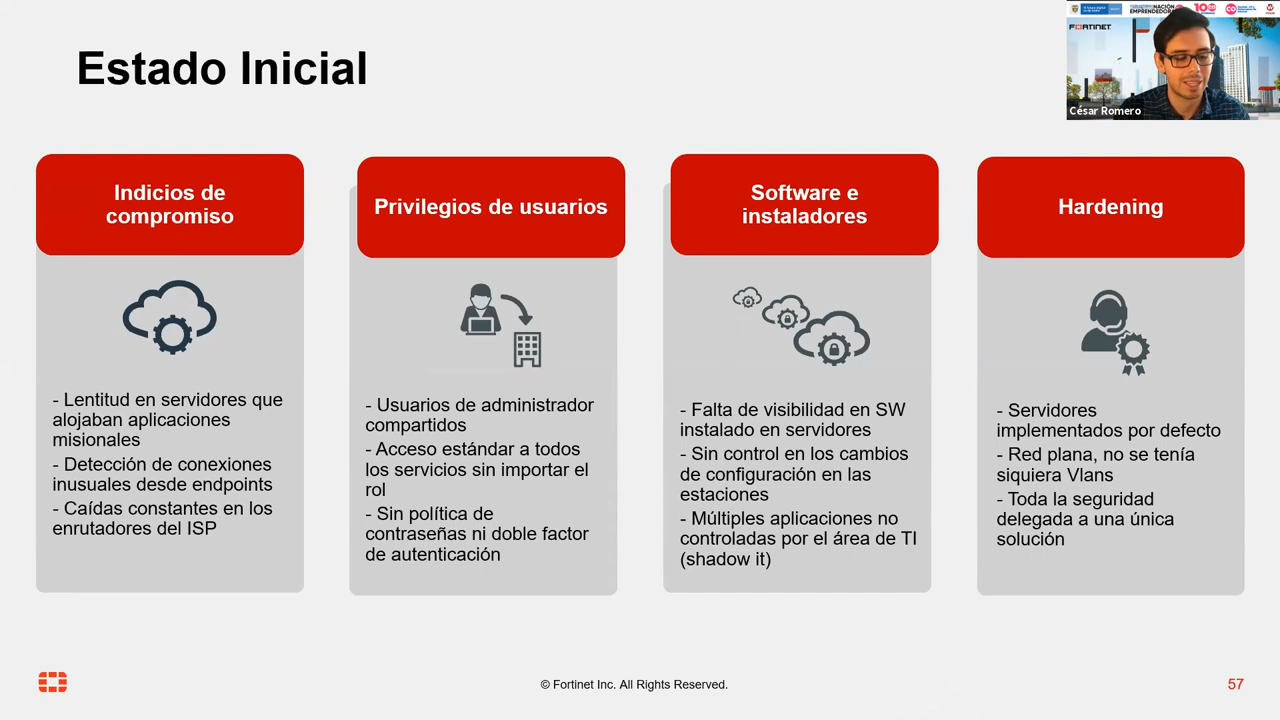 Estado Inicial
FORTINET
César Romero
Indicios de
compromiso
- Lentitud en servidores que
alojaban aplicaciones
misionales
- Detección de conexiones
inusuales desde endpoints
- Caídas constantes en los
enrutadores del ISP
Privilegios de usuarios
- Usuarios de administrador
compartidos
- Acceso estándar a todos
los servicios sin importar el
rol
- Sin política de
contraseñas ni doble factor
de autenticación
Software e
instaladores
- Falta de visibilidad en SW
instalado en servidores
- Sin control en los cambios
de configuración en las
estaciones
- Múltiples aplicaciones no
controladas por el área de TI
(shadow it)
Hardening
- Servidores
implementados por defecto
- Red plana, no se tenía
siquiera Vlans
- Toda la seguridad
delegada a una única
solución
© Fortinet Inc. All Rights Reserved.
57